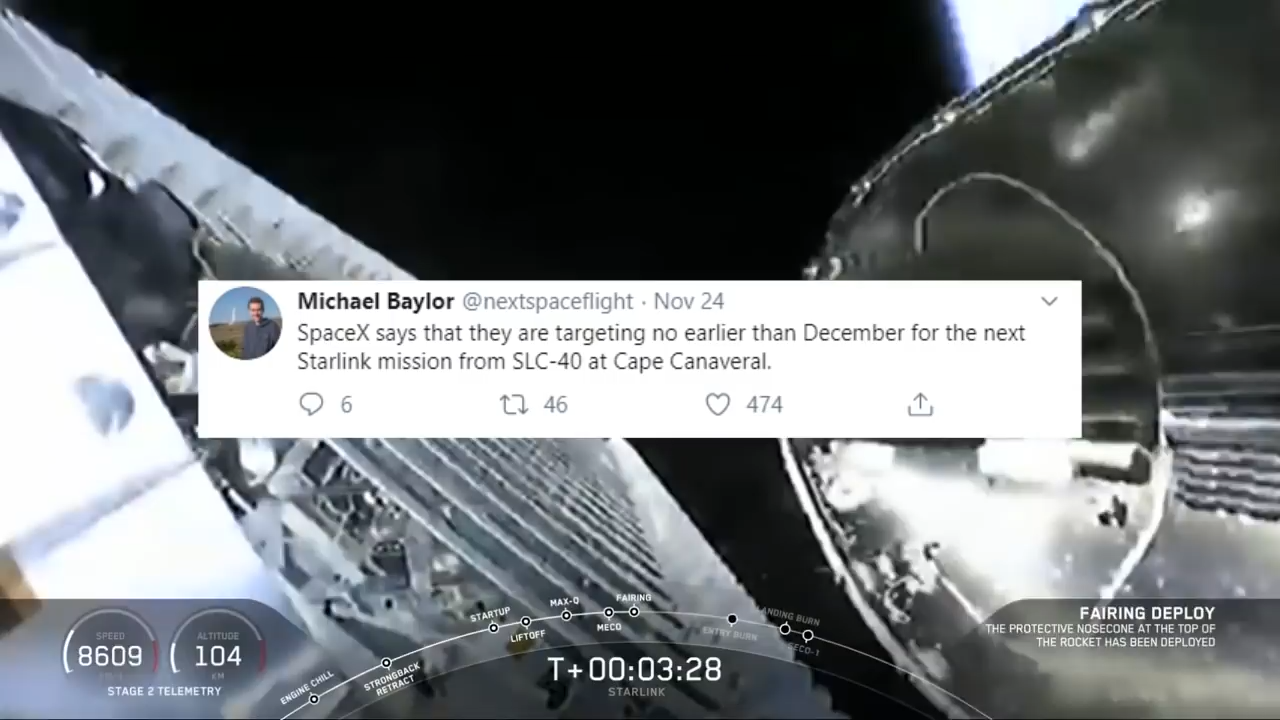 Michael Baylor @nextspaceflight · Nov 24
SpaceX says that they are targeting no earlier than December for the next
Starlink mission from SLC-40 at Cape Canaveral.
6 46 474
SPEED
8609
ALTITUDE
104
KM
STAGE 2 TELEMETRY
ENGINE CHILL
STRONGBACK
RETRACT
STARTUP
LIFTOFF
MAX-Q
MECO
FAIRING
ENTRY BURN
LANDING BURN
SECO-1
T+00:03:28
STARLINK
FAIRING DEPLOY
THE PROTECTIVE NOSECONE AT THE TOP OF
THE ROCKET HAS BEEN DEPLOYED